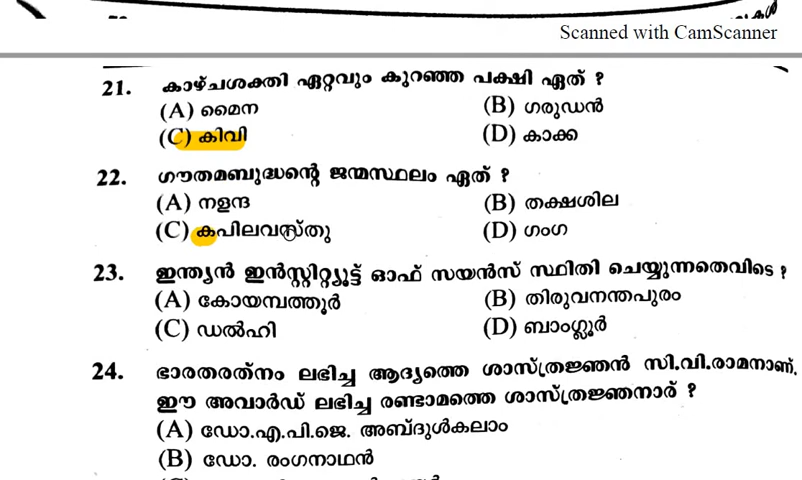 Scanned with CamScanner
21. കാഴ്ചശക്തി ഏറ്റവും കുറഞ്ഞ പക്ഷി ഏത് ?
(A) മൈന (B) ഗരുഡൻ
(C) കിവി (D) കാക്ക
22. ഗൗതമബുദ്ധന്റെ ജന്മസ്ഥലം ഏത് ?
(A) നളന്ദ (B) തക്ഷശില
(C) കപിലവസ്തു (D) ഗംഗ
23. ഇന്ത്യൻ ഇൻസ്റ്റിറ്റ്യൂട്ട് ഓഫ് സയൻസ് സ്ഥിതി ചെയ്യുന്നതെവിടെ ?
(A) കോയമ്പത്തൂർ (B) തിരുവനന്തപുരം
(C) ഡൽഹി (D) ബാംഗ്ലൂർ
24. ഭാരതരത്നം ലഭിച്ച ആദ്യത്തെ ശാസ്ത്രജ്ഞൻ സി.വി.രാമനാണ്.
ഈ അവാർഡ് ലഭിച്ച രണ്ടാമത്തെ ശാസ്ത്രജ്ഞനാര് ?
(A) ഡോ.എ.പി.ജെ. അബ്ദുൾകലാം
(B) ഡോ. രംഗനാഥൻ